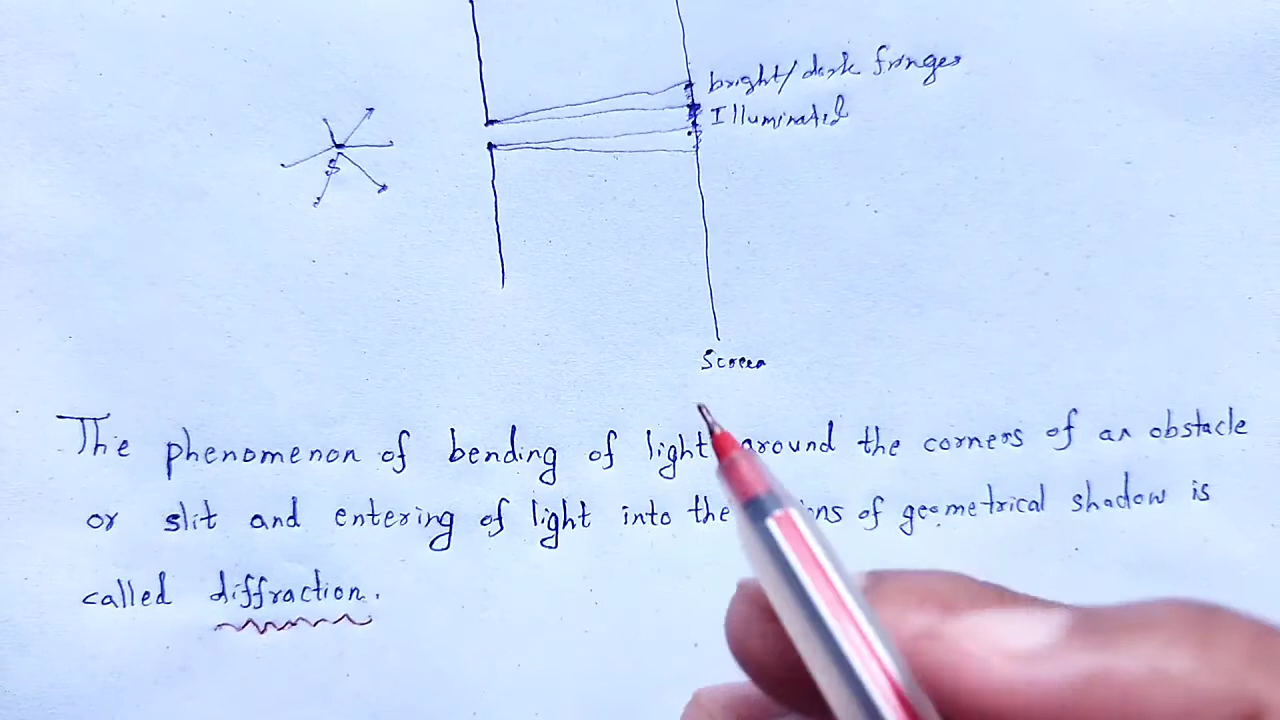 bright/dark fringes
Illuminated
S
Screen
The phenomenon of bending of light around the corners of an obstacle
or slit and entering of light into the of geometrical shadow is
called diffraction.